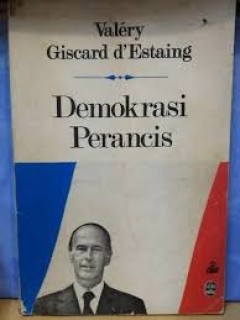 Valéry
Giscard d'Estaing
Demokrasi
Perancis